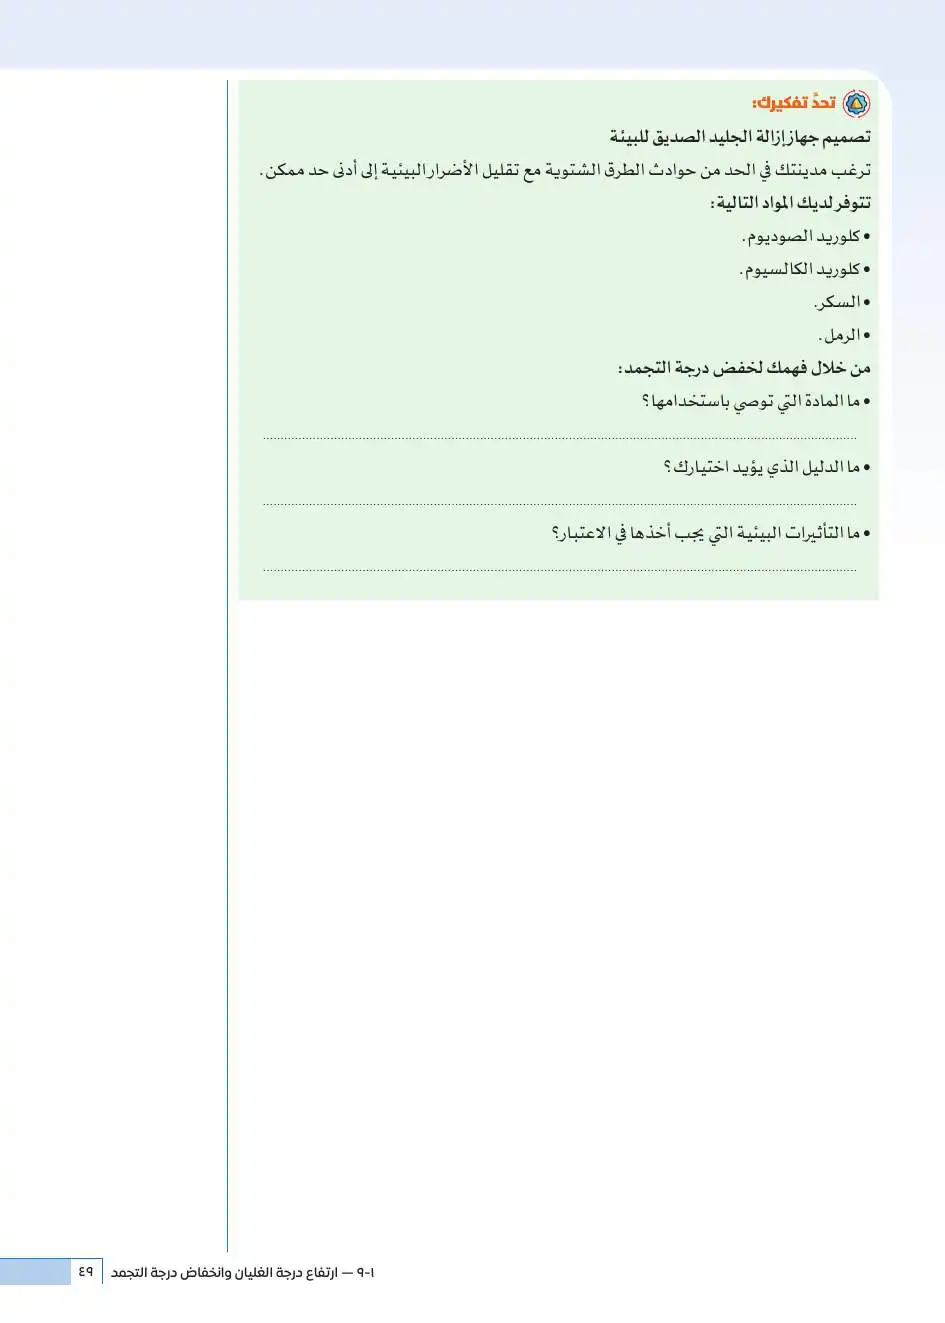 تحدَّ تفكيرك:
تصميم جهاز إزالة الجليد الصديق للبيئة
ترغب مدينتك في الحد من حوادث الطرق الشتوية مع تقليل الأضرار البيئية إلى أدنى حد ممكن.
تتوفر لديك المواد التالية:
• كلوريد الصوديوم.
• كلوريد الكالسيوم.
• السكر.
• الرمل.
من خلال فهمك لخفض درجة التجمد:
• ما المادة التي توصي باستخدامها؟
• ما الدليل الذي يؤيد اختيارك؟
• ما التأثيرات البيئية التي يجب أخذها في الاعتبار؟
١-٩ — ارتفاع درجة الغليان وانخفاض درجة التجمد ٤٩